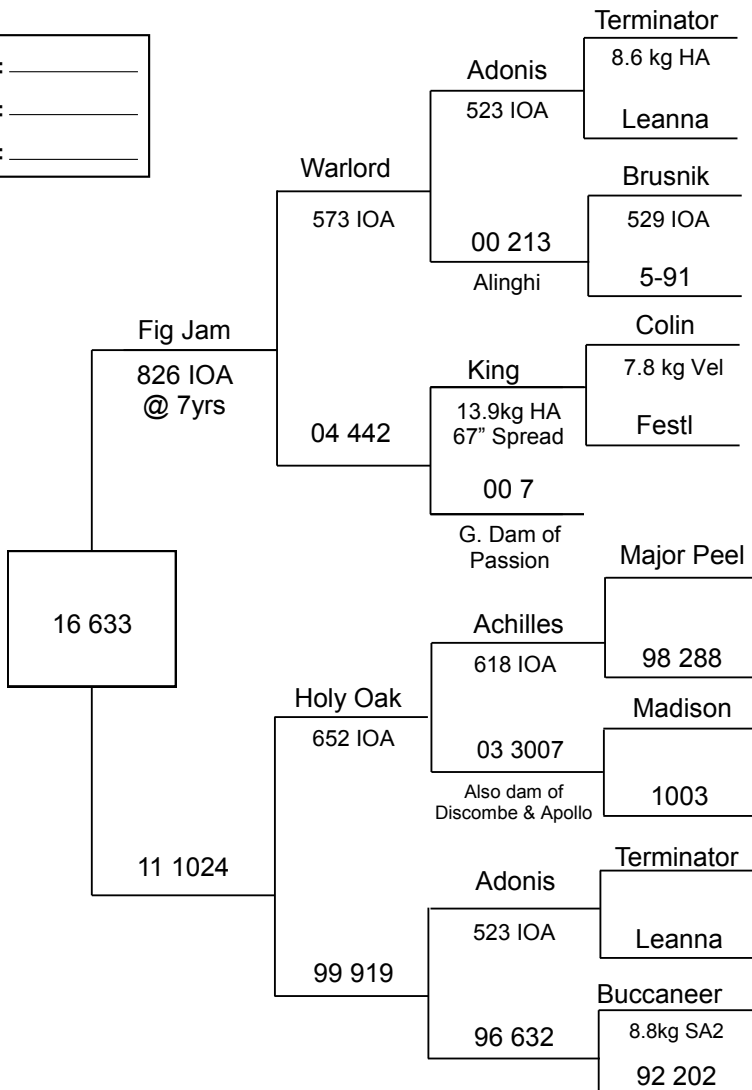 : ___________
: ___________
: ___________
Terminator
8.6 kg HA
Leanna
Adonis
523 IOA
Brusnik
529 IOA
5-91
00 213
Alinghi
Warlord
573 IOA
Colin
7.8 kg Vel
Festl
King
13.9kg HA
67” Spread
00 7
G. Dam of
Passion
04 442
Fig Jam
826 IOA
@ 7yrs
16 633
Major Peel
98 288
Achilles
618 IOA
Madison
1003
03 3007
Also dam of
Discombe & Apollo
Holy Oak
652 IOA
Terminator
Leanna
Adonis
523 IOA
Buccaneer
8.8kg SA2
92 202
96 632
99 919
11 1024